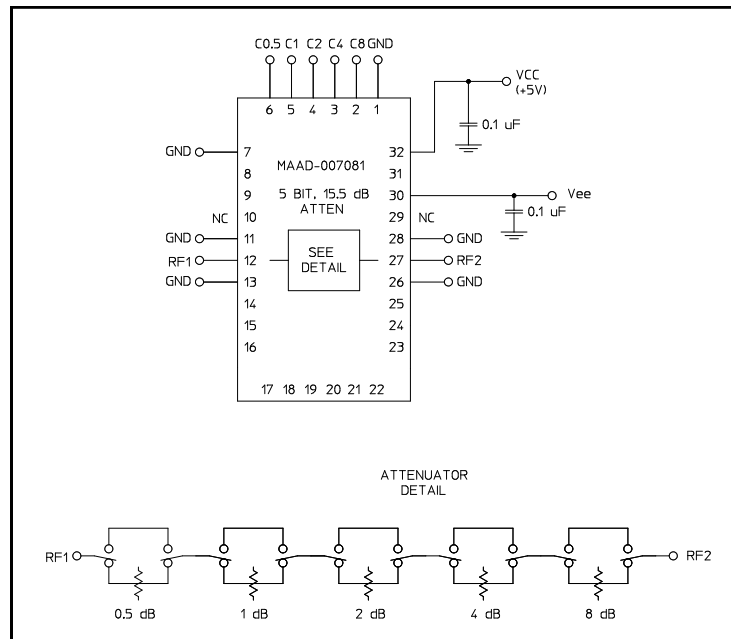 C0.5 C1 C2 C4 C8 GND
6 5 4 3 2 1
VCC
(+5V)
0.1 uF
GND 7
8
9
NC 10
GND 11
RF1 12
GND 13
14
15
16
MAAD-007081
5 BIT, 15.5 dB
ATTEN
SEE
DETAIL
32
31
30 Vee
0.1 uF
29 NC
28 GND
27 RF2
26 GND
25
24
23
17 18 19 20 21 22
ATTENUATOR
DETAIL
RF1 RF2
0.5 dB 1 dB 2 dB 4 dB 8 dB